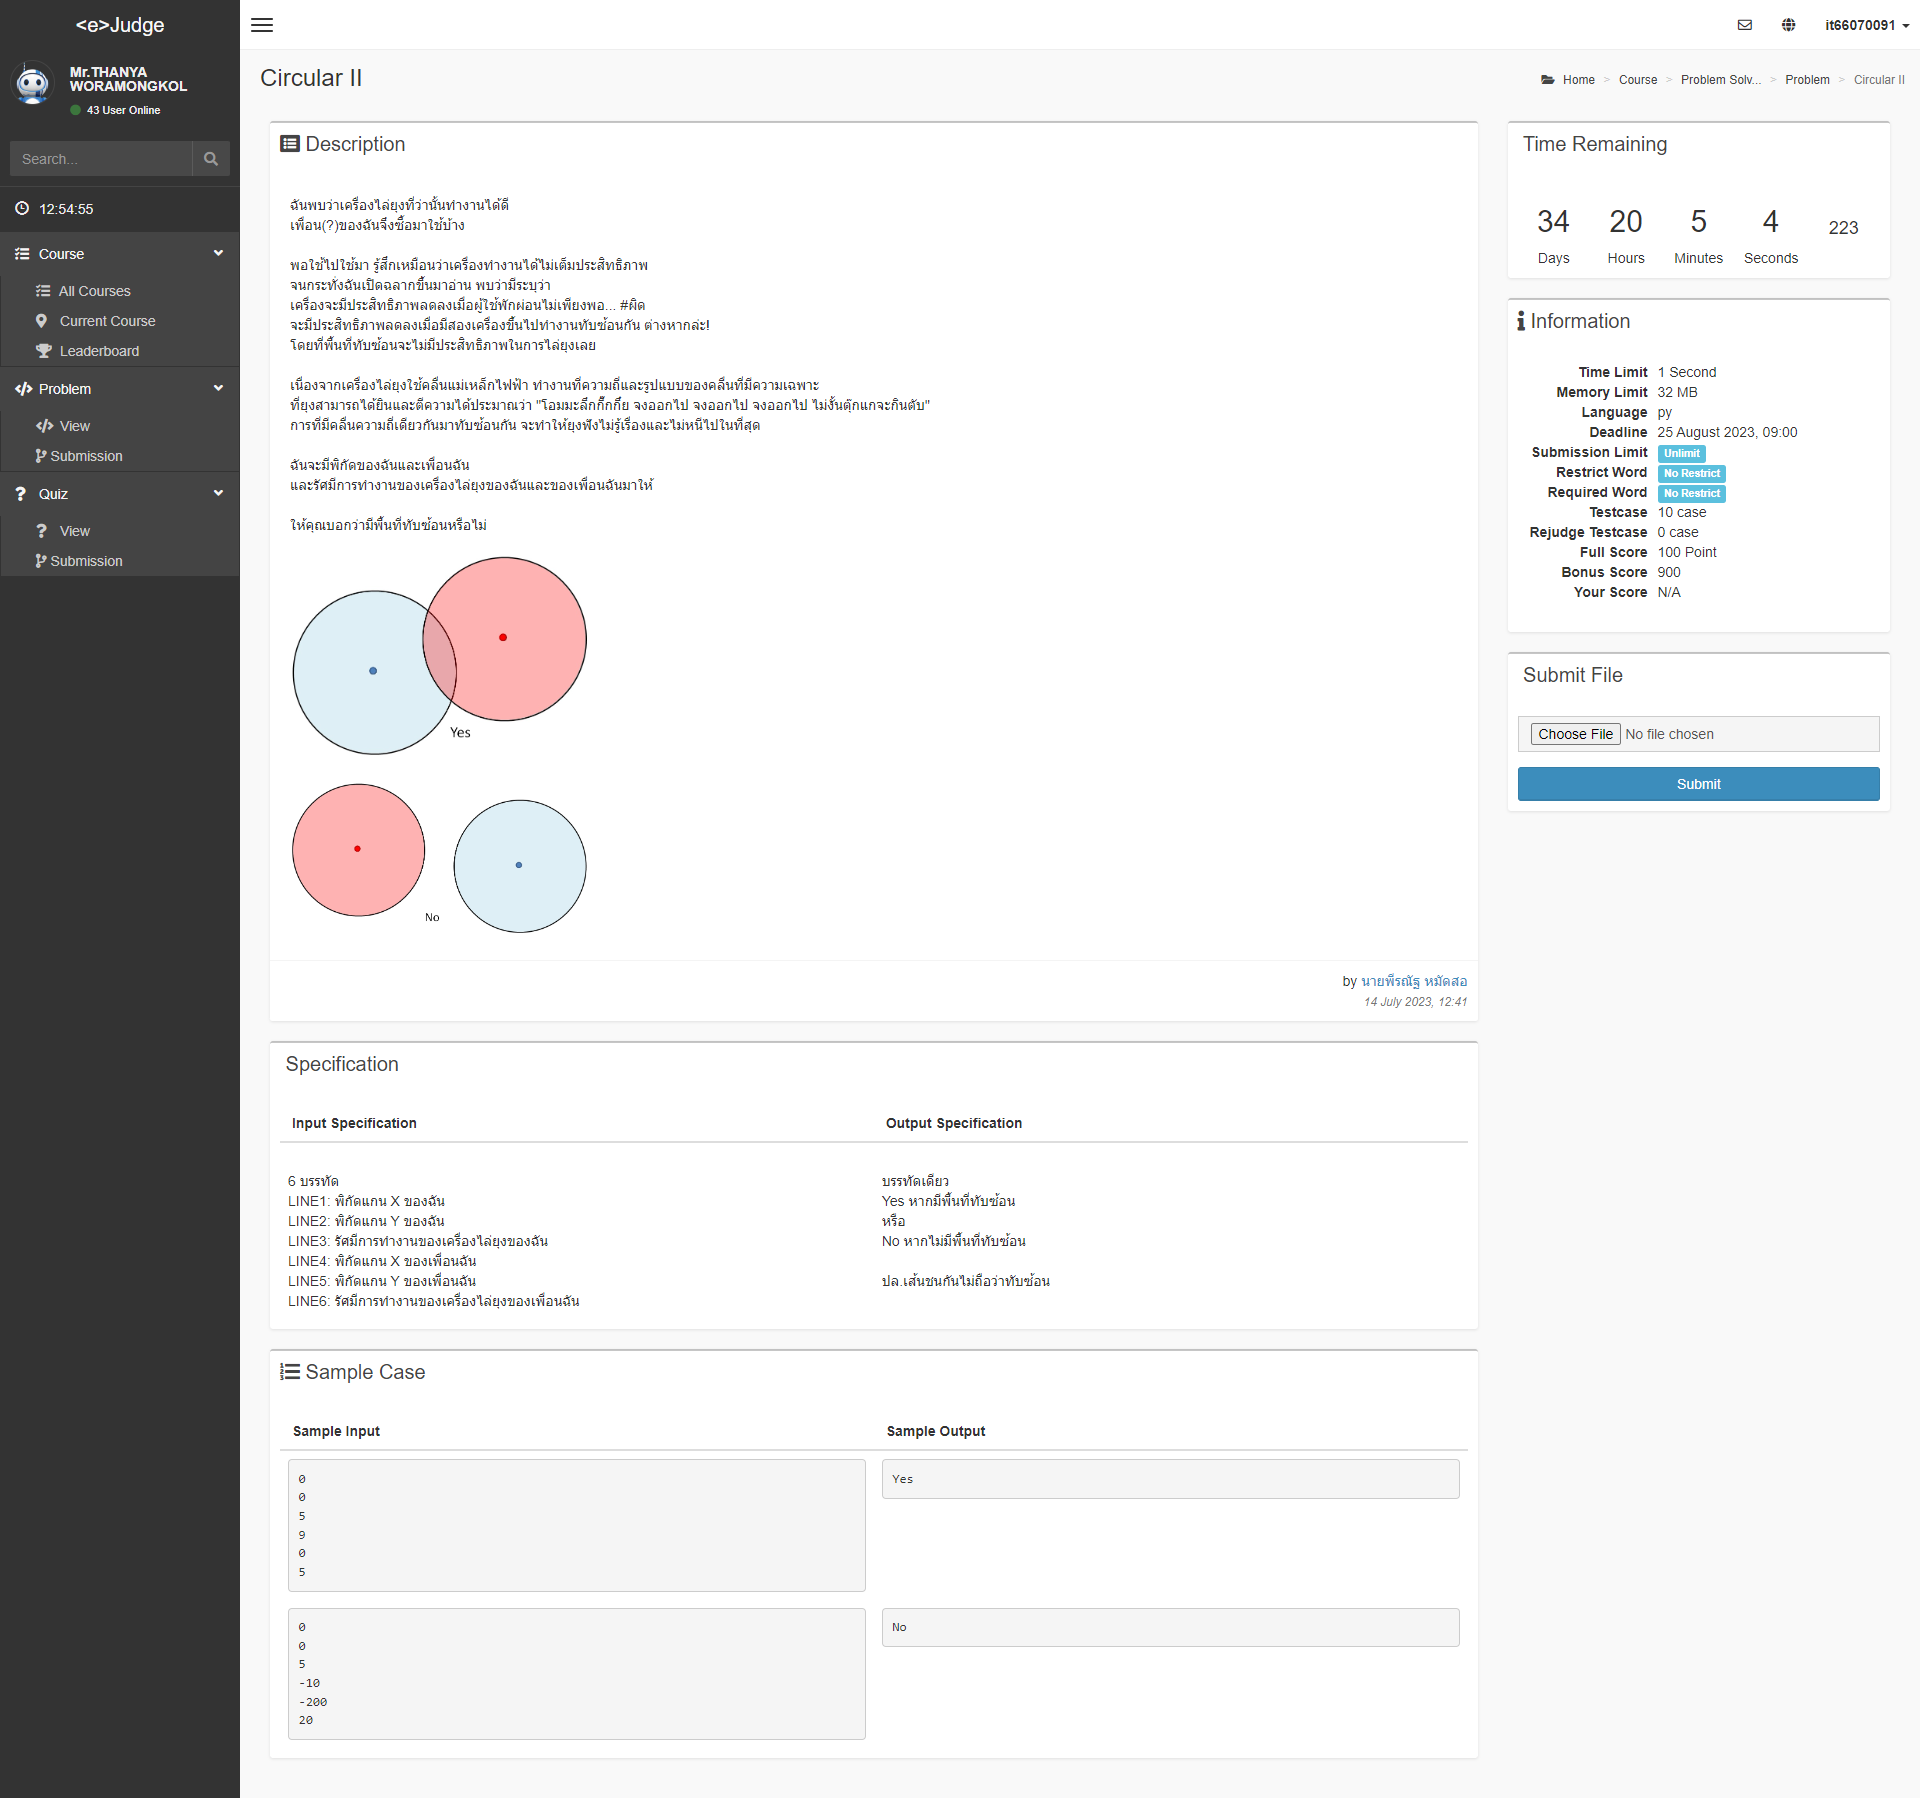 <e>Judge
it66070091
Mr.THANYA
WORAMONGKOL
43 User Online
Search...
12:54:55
Course
All Courses
Current Course
Leaderboard
Problem
View
Submission
Quiz
View
Submission
Circular II
Home > Course > Problem Solv... > Problem > Circular II
Description
ฉันพบว่าเครื่องไล่ยุงที่ว่านั้นทำงานได้ดี
เพื่อน(?)ของฉันจึงซื้อมาใช้บ้าง
พอใช้ไปใช้มา รู้สึกเหมือนว่าเครื่องทำงานได้ไม่เต็มประสิทธิภาพ
จนกระทั่งฉันเปิดฉลากขึ้นมาอ่าน พบว่ามีระบุว่า
เครื่องจะมีประสิทธิภาพลดลงเมื่อผู้ใช้พักผ่อนไม่เพียงพอ... #ผิด
จะมีประสิทธิภาพลดลงเมื่อมีสองเครื่องขึ้นไปทำงานทับซ้อนกัน ต่างหากล่ะ!
โดยที่พื้นที่ทับซ้อนจะไม่มีประสิทธิภาพในการไล่ยุงเลย
เนื่องจากเครื่องไล่ยุงใช้คลื่นแม่เหล็กไฟฟ้า ทำงานที่ความถี่และรูปแบบของคลื่นที่มีความเฉพาะ
ที่ยุงสามารถได้ยินและตีความได้ประมาณว่า "โอมมะลึกกึ๊กกึ๋ย จงออกไป จงออกไป จงออกไป ไม่งั้นตุ๊กแกจะกินตับ"
การที่มีคลื่นความถี่เดียวกันมาทับซ้อนกัน จะทำให้ยุงฟังไม่รู้เรื่องและไม่หนีไปในที่สุด
ฉันจะมีพิกัดของฉันและเพื่อนฉัน
และรัศมีการทำงานของเครื่องไล่ยุงของฉันและของเพื่อนฉันมาให้
ให้คุณบอกว่ามีพื้นที่ทับซ้อนหรือไม่
Yes
No
by นายพีรณัฐ หมัดสอ
14 July 2023, 12:41
Specification
Input Specification
Output Specification
6 บรรทัด
LINE1: พิกัดแกน X ของฉัน
LINE2: พิกัดแกน Y ของฉัน
LINE3: รัศมีการทำงานของเครื่องไล่ยุงของฉัน
LINE4: พิกัดแกน X ของเพื่อนฉัน
LINE5: พิกัดแกน Y ของเพื่อนฉัน
LINE6: รัศมีการทำงานของเครื่องไล่ยุงของเพื่อนฉัน
บรรทัดเดียว
Yes หากมีพื้นที่ทับซ้อน
หรือ
No หากไม่มีพื้นที่ทับซ้อน
ปล.เส้นชนกันไม่ถือว่าทับซ้อน
Sample Case
Sample Input
Sample Output
0
0
5
9
0
5
Yes
0
0
5
-10
-200
20
No
Time Remaining
34 20 5 4 223
Days Hours Minutes Seconds
Information
Time Limit 1 Second
Memory Limit 32 MB
Language py
Deadline 25 August 2023, 09:00
Submission Limit Unlimit
Restrict Word No Restrict
Required Word No Restrict
Testcase 10 case
Rejudge Testcase 0 case
Full Score 100 Point
Bonus Score 900
Your Score N/A
Submit File
Choose File No file chosen
Submit